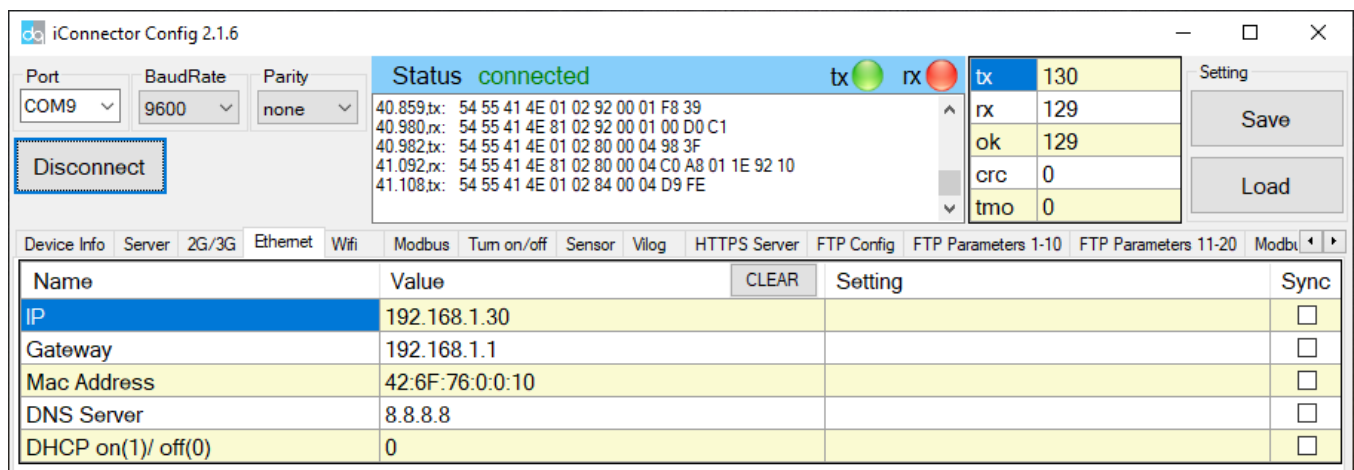 iConnector Config 2.1.6
Port BaudRate Parity
COM9 9600 none
Disconnect
Status connected tx rx
40.859,tx: 54 55 41 4E 01 02 92 00 01 F8 39
40.980,rx: 54 55 41 4E 81 02 92 00 01 00 D0 C1
40.982,tx: 54 55 41 4E 01 02 80 00 04 98 3F
41.092,rx: 54 55 41 4E 81 02 80 00 04 C0 A8 01 1E 92 10
41.108,tx: 54 55 41 4E 01 02 84 00 04 D9 FE
tx 130
rx 129
ok 129
crc 0
tmo 0
Setting
Save
Load
Device Info Server 2G/3G Ethernet Wifi Modbus Turn on/off Sensor Vilog HTTPS Server FTP Config FTP Parameters 1-10 FTP Parameters 11-20
Name Value CLEAR Setting Sync
IP 192.168.1.30
Gateway 192.168.1.1
Mac Address 42:6F:76:0:0:10
DNS Server 8.8.8.8
DHCP on(1)/ off(0) 0